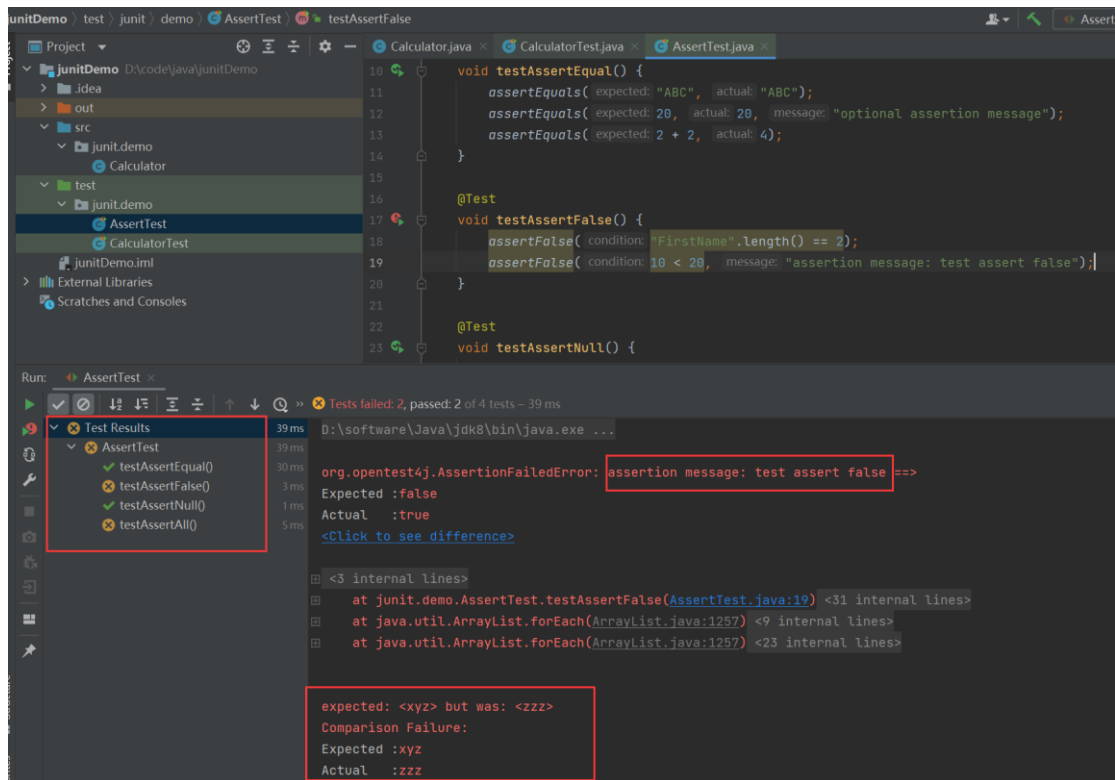 junitDemo > test > junit > demo > AssertTest > testAssertFalse
Assert
Project
Calculator.java × CalculatorTest.java × AssertTest.java ×
junitDemo D:\code\java\junitDemo
.idea
out
src
junit.demo
Calculator
test
junit.demo
AssertTest
CalculatorTest
junitDemo.iml
External Libraries
Scratches and Consoles
10 void testAssertEqual() {
11 assertEquals( expected: "ABC", actual: "ABC");
12 assertEquals( expected: 20, actual: 20, message: "optional assertion message");
13 assertEquals( expected: 2 + 2, actual: 4);
14 }
15
16 @Test
17 void testAssertFalse() {
18 assertFalse( condition: "FirstName".length() == 2);
19 assertFalse( condition: 10 < 20, message: "assertion message: test assert false");
20 }
21
22 @Test
23 void testAssertNull() {
Run: AssertTest ×
» Tests failed: 2, passed: 2 of 4 tests – 39 ms
Test Results 39 ms
AssertTest 39 ms
testAssertEqual() 30 ms
testAssertFalse() 3 ms
testAssertNull() 1 ms
testAssertAll() 5 ms
D:\software\Java\jdk8\bin\java.exe ...
org.opentest4j.AssertionFailedError: assertion message: test assert false ==>
Expected :false
Actual :true
<Click to see difference>
<3 internal lines>
at junit.demo.AssertTest.testAssertFalse(AssertTest.java:19) <31 internal lines>
at java.util.ArrayList.forEach(ArrayList.java:1257) <9 internal lines>
at java.util.ArrayList.forEach(ArrayList.java:1257) <23 internal lines>
expected: <xyz> but was: <zzz>
Comparison Failure:
Expected :xyz
Actual :zzz